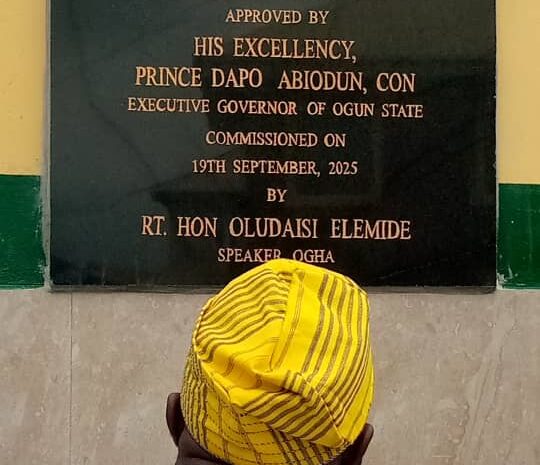 APPROVED BY
HIS EXCELLENCY,
PRINCE DAPO ABIODUN, CON
EXECUTIVE GOVERNOR OF OGUN STATE
COMMISSIONED ON
19TH SEPTEMBER, 2025
BY
RT. HON OLUDAISI ELEMIDE
SPEAKER, OGHA